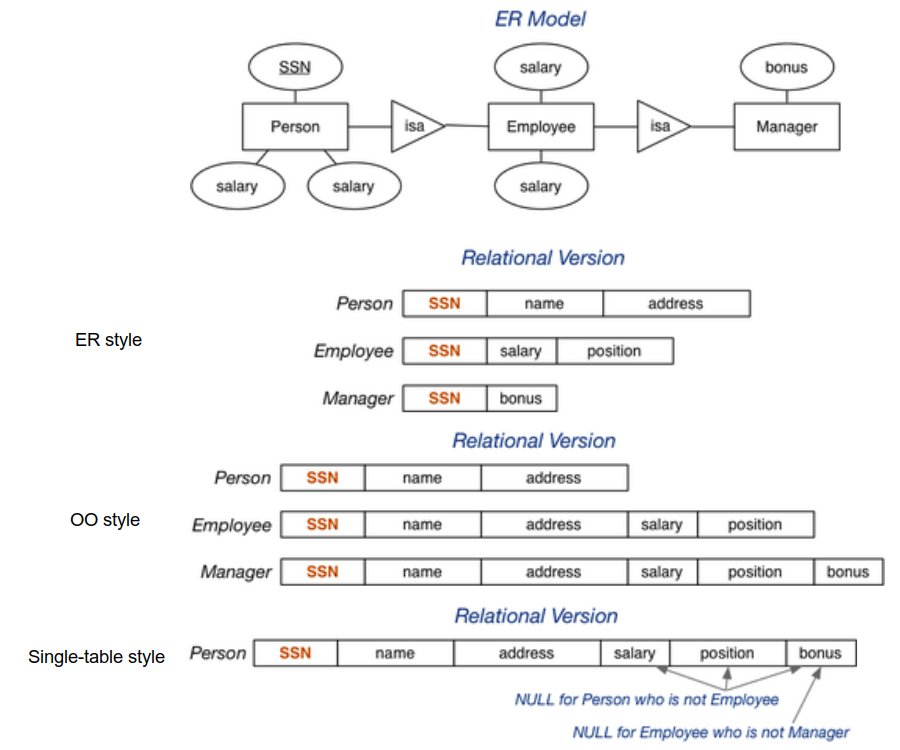 ER Model
SSN
salary
bonus
Person
isa
Employee
isa
Manager
salary
salary
salary
Relational Version
Person SSN name address
ER style
Employee SSN salary position
Manager SSN bonus
Relational Version
Person SSN name address
OO style
Employee SSN name address salary position
Manager SSN name address salary position bonus
Relational Version
Single-table style Person SSN name address salary position bonus
NULL for Person who is not Employee
NULL for Employee who is not Manager